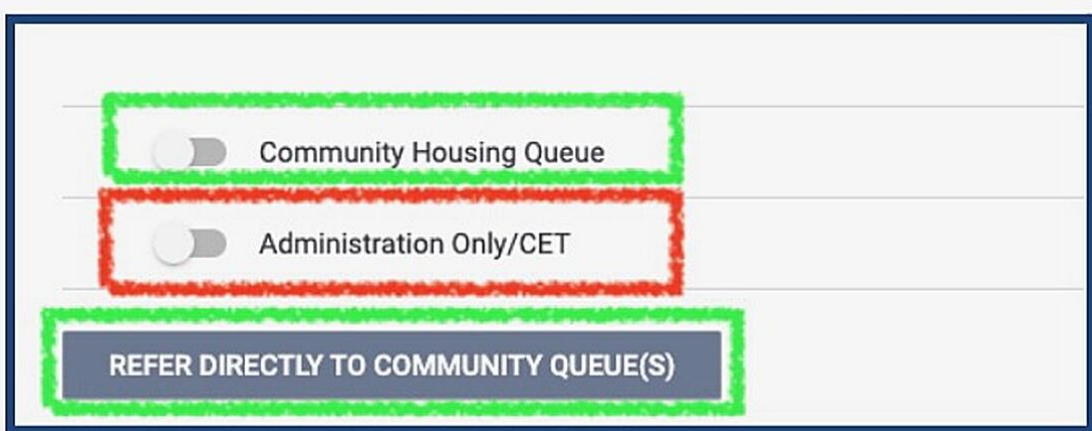 Community Housing Queue
Administration Only/CET
REFER DIRECTLY TO COMMUNITY QUEUE(S)